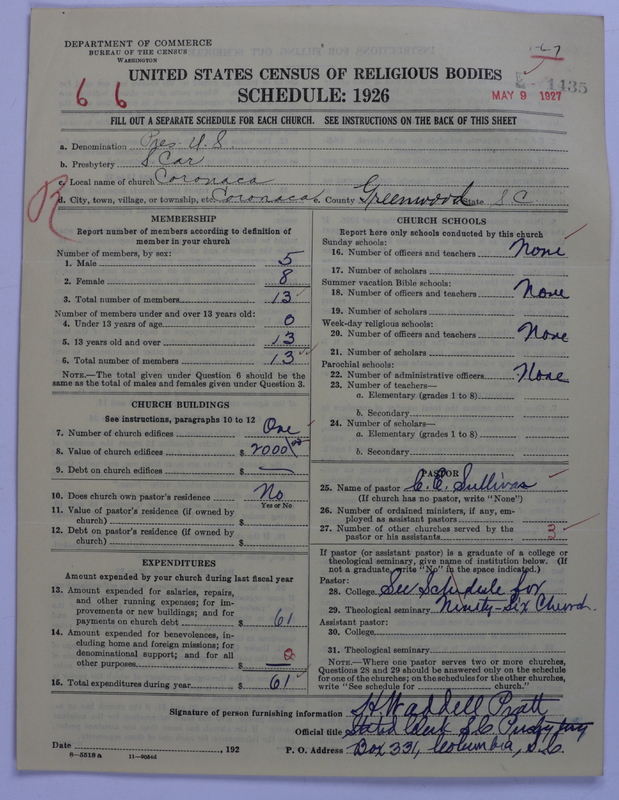 DEPARTMENT OF COMMERCE
BUREAU OF THE CENSUS
WASHINGTON
UNITED STATES CENSUS OF RELIGIOUS BODIES
SCHEDULE: 1926
6 6
1435
MAY 9 1927
FILL OUT A SEPARATE SCHEDULE FOR EACH CHURCH. SEE INSTRUCTIONS ON THE BACK OF THIS SHEET
a. Denomination Pres U.S
b. Presbytery S Car
c. Local name of church Coronaca
d. City, town, village, or township, etc. Coronaca e. County Greenwood State S C
R
MEMBERSHIP
Report number of members according to definition of
member in your church
Number of members, by sex:
1. Male 5
2. Female 8
3. Total number of members 13
Number of members under and over 13 years old:
4. Under 13 years of age 0
5. 13 years old and over 13
6. Total number of members 13
NOTE.—The total given under Question 6 should be the
same as the total of males and females given under Question 3.
CHURCH BUILDINGS
See instructions, paragraphs 10 to 12
7. Number of church edifices One
8. Value of church edifices $ 2000 00
9. Debt on church edifices $ —
10. Does church own pastor's residence No
Yes or No
11. Value of pastor's residence (if owned by
church) $
12. Debt on pastor's residence (if owned by
church) $
EXPENDITURES
Amount expended by your church during last fiscal year
13. Amount expended for salaries, repairs,
and other running expenses; for im-
provements or new buildings; and for
payments on church debt $ 61
14. Amount expended for benevolences, in-
cluding home and foreign missions; for
denominational support; and for all
other purposes $ 0
15. Total expenditures during year $ 61
CHURCH SCHOOLS
Report here only schools conducted by this church
Sunday schools:
16. Number of officers and teachers None
17. Number of scholars
Summer vacation Bible schools:
18. Number of officers and teachers None
19. Number of scholars
Week-day religious schools:
20. Number of officers and teachers None
21. Number of scholars
Parochial schools:
22. Number of administrative officers None
23. Number of teachers—
a. Elementary (grades 1 to 8)
b. Secondary
24. Number of scholars—
a. Elementary (grades 1 to 8)
b. Secondary
PASTOR
25. Name of pastor C. E. Sullivan
(If church has no pastor, write "None")
26. Number of ordained ministers, if any, em-
ployed as assistant pastors
27. Number of other churches served by the
pastor or his assistants 3
If pastor (or assistant pastor) is a graduate of a college or
theological seminary, give name of institution below. (If
not a graduate, write "No" in the space indicated.)
Pastor:
28. College See Schedule for
29. Theological seminary Ninety-Six Church.
Assistant pastor:
30. College
31. Theological seminary
NOTE.—Where one pastor serves two or more churches,
Questions 28 and 29 should be answered only on the schedule
for one of the churches; on the schedules for the other churches,
write "See schedule for ______ church."
Signature of person furnishing information H. Waddell Pratt
Official title Stated Clerk S.C. Presbytery
Date , 192 P. O. Address Box 331, Columbia, S.C.
8—5518 a 11—9056d